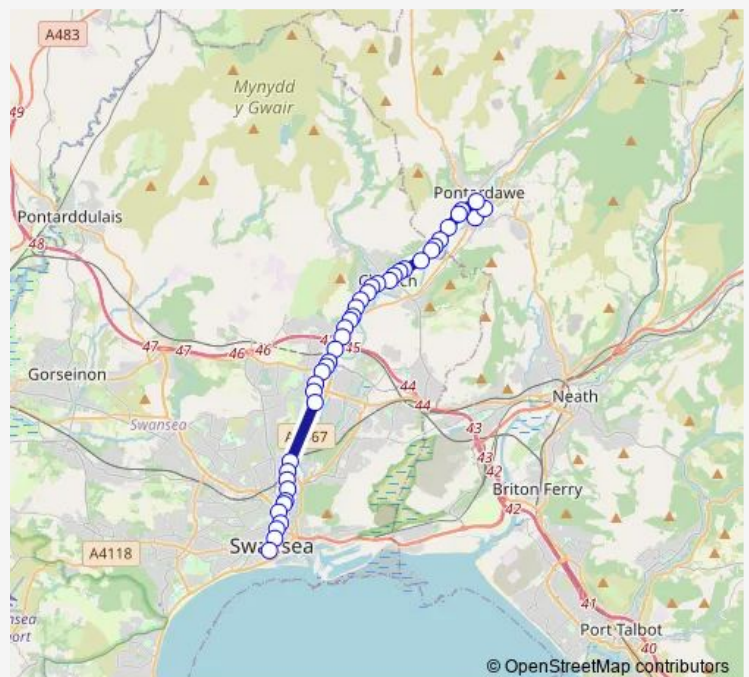 A483
Mynydd
y Gwair
49
Pontardawe
Pontarddulais
48
47
47
46
46
45
Gorseinon
44
44
Neath
Swansea
43
43
42
Briton Ferry
42
A4118
Swansea
41
Port Talbot
40
© OpenStreetMap contributors